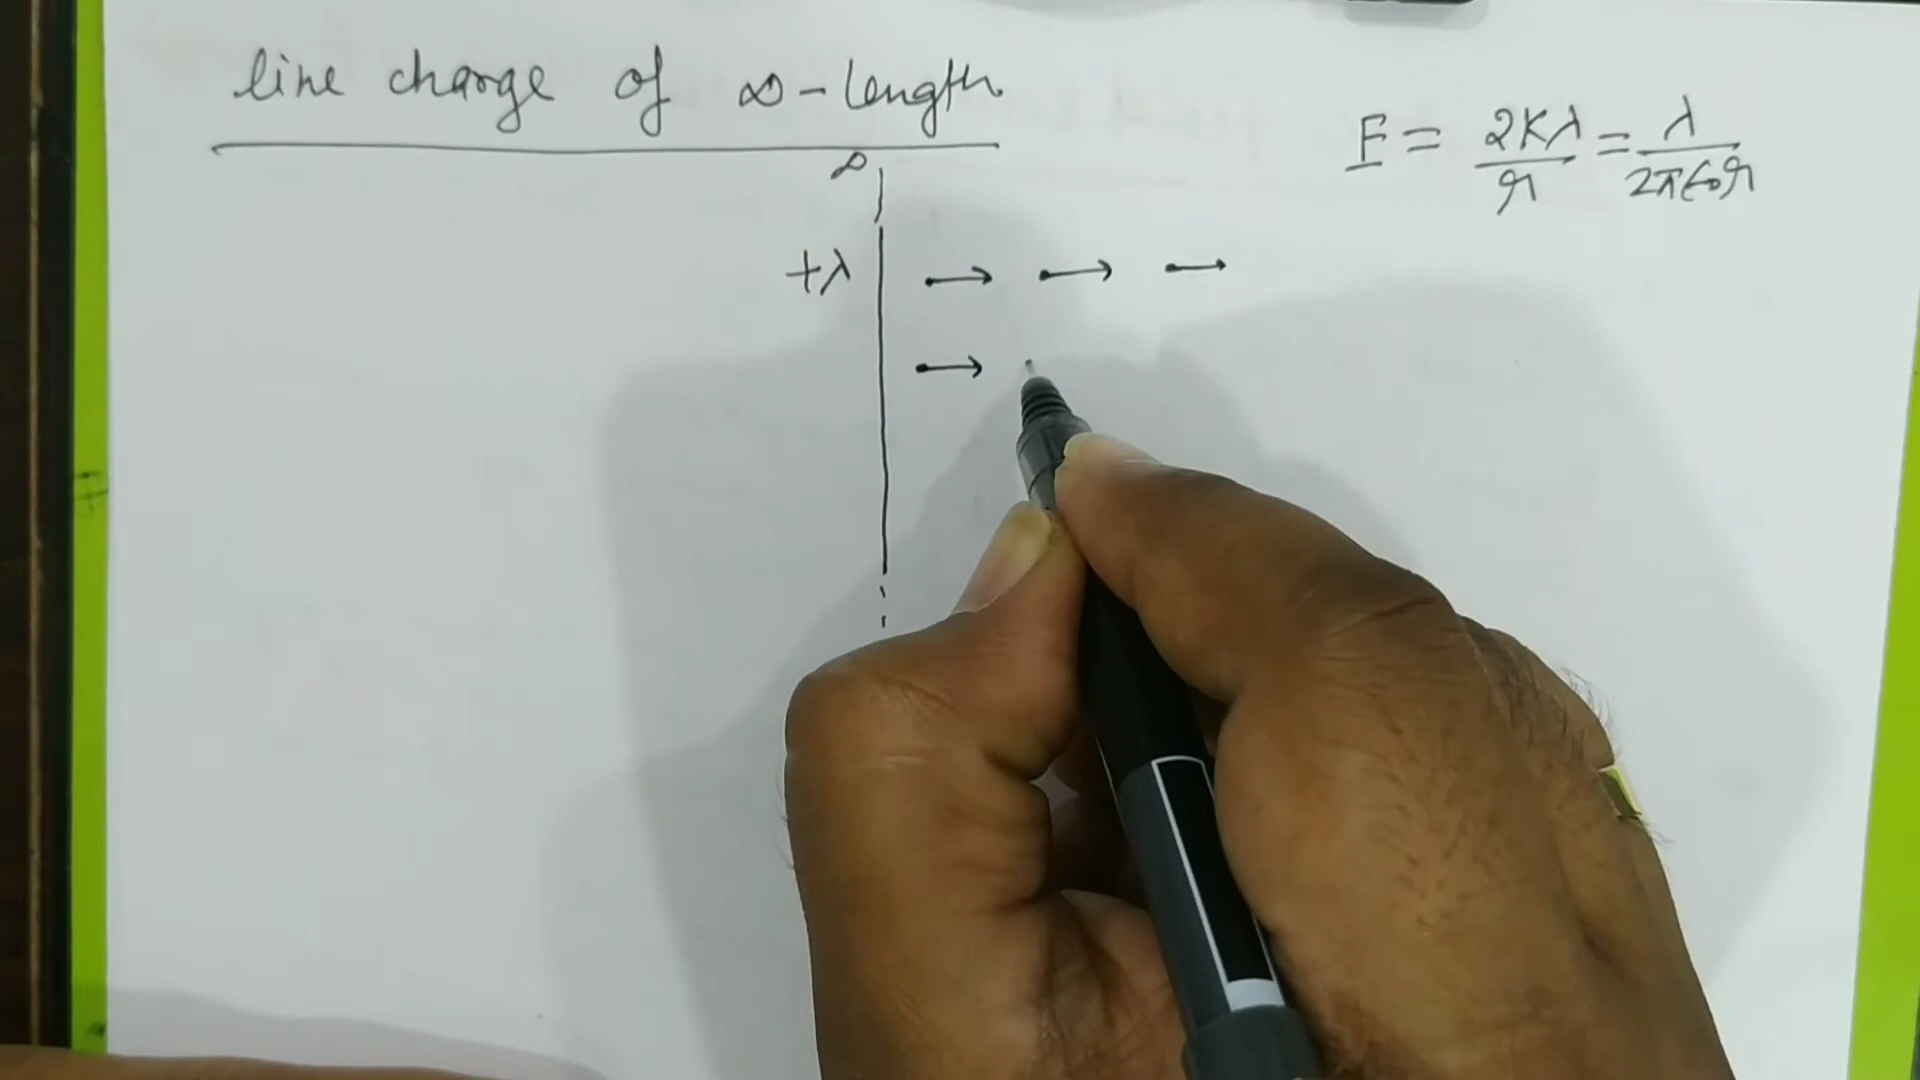 line charge of ∞-length
E = 2Kλ/r = λ/2πε₀r
∞
+λ